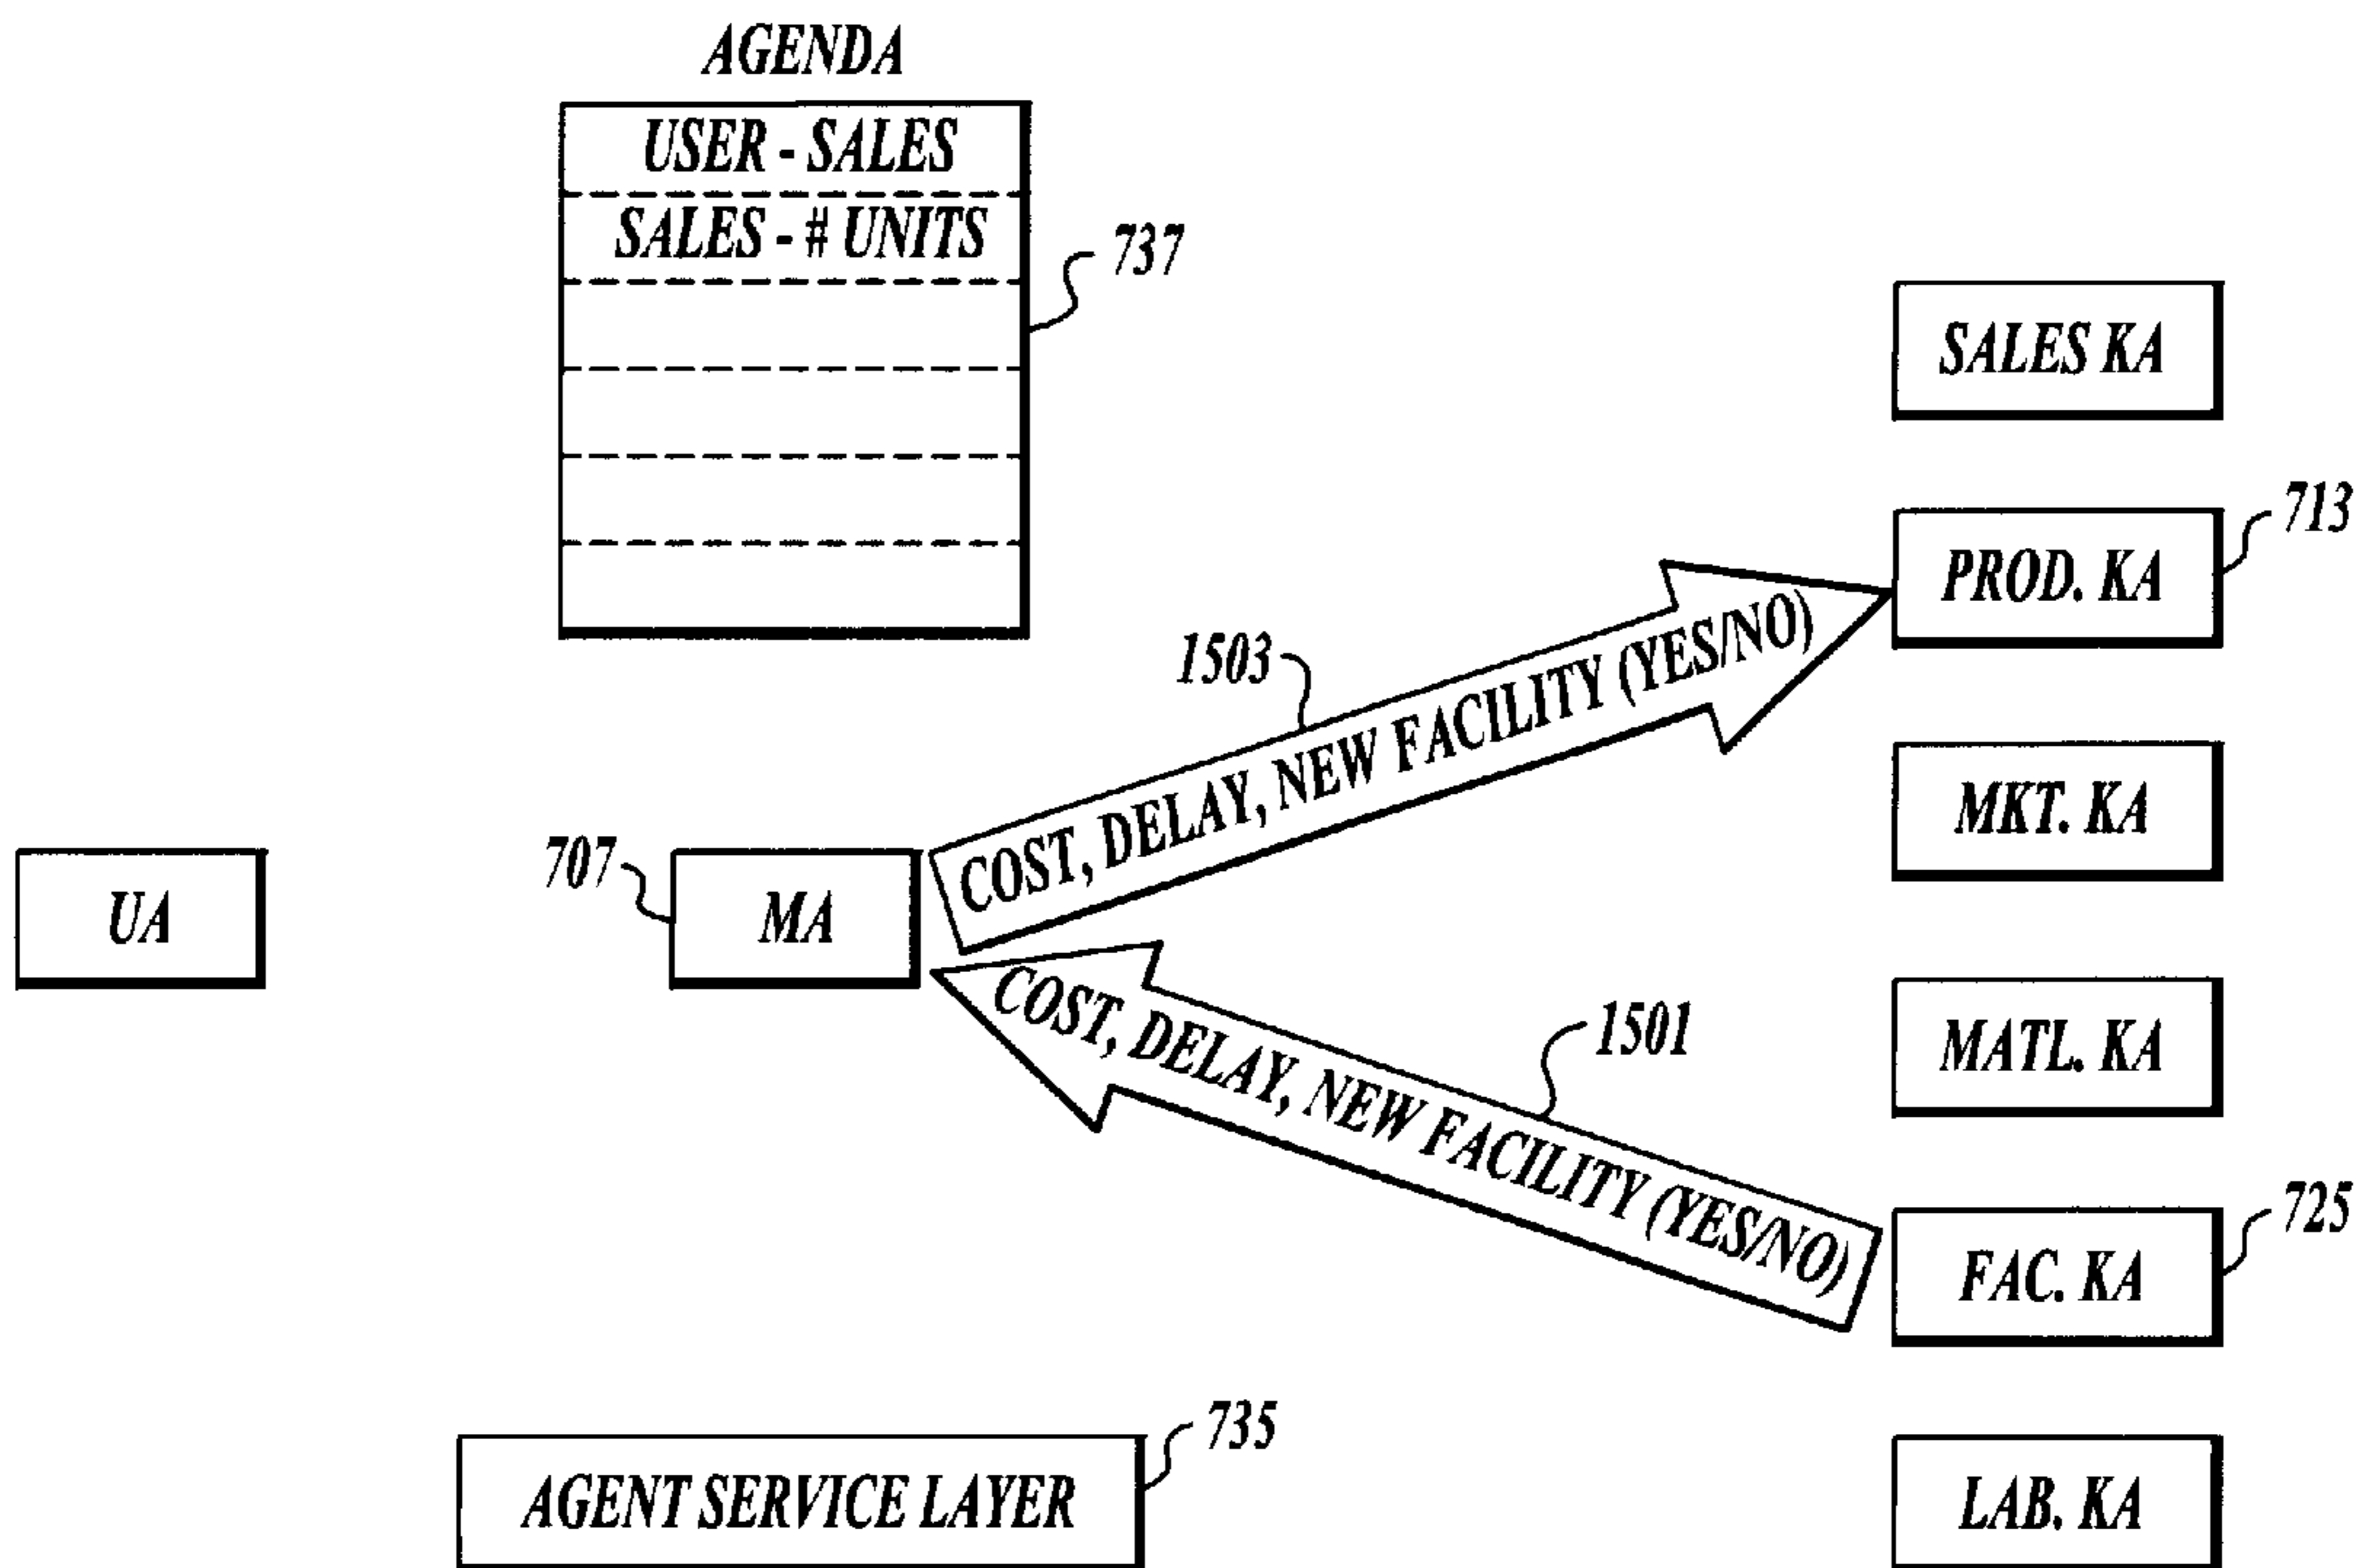 AGENDA
USER - SALES
SALES - # UNITS
737
SALES KA
713
PROD. KA
1503
COST, DELAY, NEW FACILITY (YES/NO)
MKT. KA
707
UA
MA
COST, DELAY, NEW FACILITY (YES/NO)
1501
MATL. KA
725
FAC. KA
735
AGENT SERVICE LAYER
LAB. KA